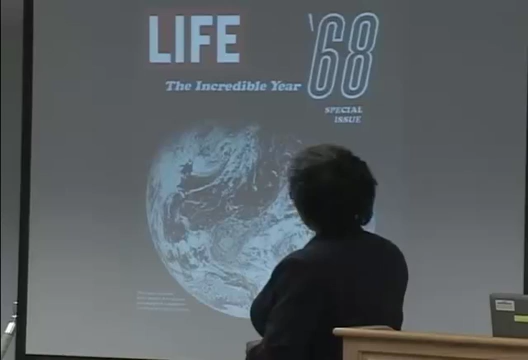 LIFE
'68
The Incredible Year
SPECIAL
ISSUE